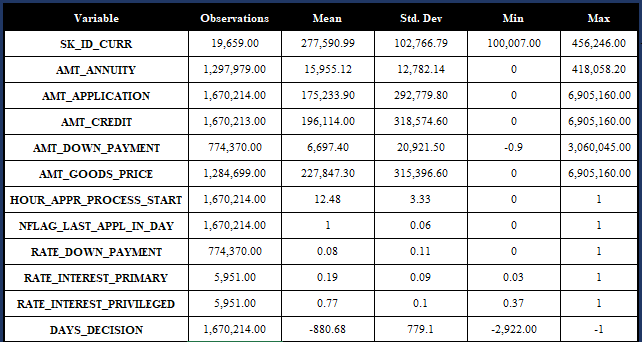 Variable Observations Mean Std. Dev Min Max
SK_ID_CURR 19,659.00 277,590.99 102,766.79 100,007.00 456,246.00
AMT_ANNUITY 1,297,979.00 15,955.12 12,782.14 0 418,058.20
AMT_APPLICATION 1,670,214.00 175,233.90 292,779.80 0 6,905,160.00
AMT_CREDIT 1,670,213.00 196,114.00 318,574.60 0 6,905,160.00
AMT_DOWN_PAYMENT 774,370.00 6,697.40 20,921.50 -0.9 3,060,045.00
AMT_GOODS_PRICE 1,284,699.00 227,847.30 315,396.60 0 6,905,160.00
HOUR_APPR_PROCESS_START 1,670,214.00 12.48 3.33 0 1
NFLAG_LAST_APPL_IN_DAY 1,670,214.00 1 0.06 0 1
RATE_DOWN_PAYMENT 774,370.00 0.08 0.11 0 1
RATE_INTEREST_PRIMARY 5,951.00 0.19 0.09 0.03 1
RATE_INTEREST_PRIVILEGED 5,951.00 0.77 0.1 0.37 1
DAYS_DECISION 1,670,214.00 -880.68 779.1 -2,922.00 -1